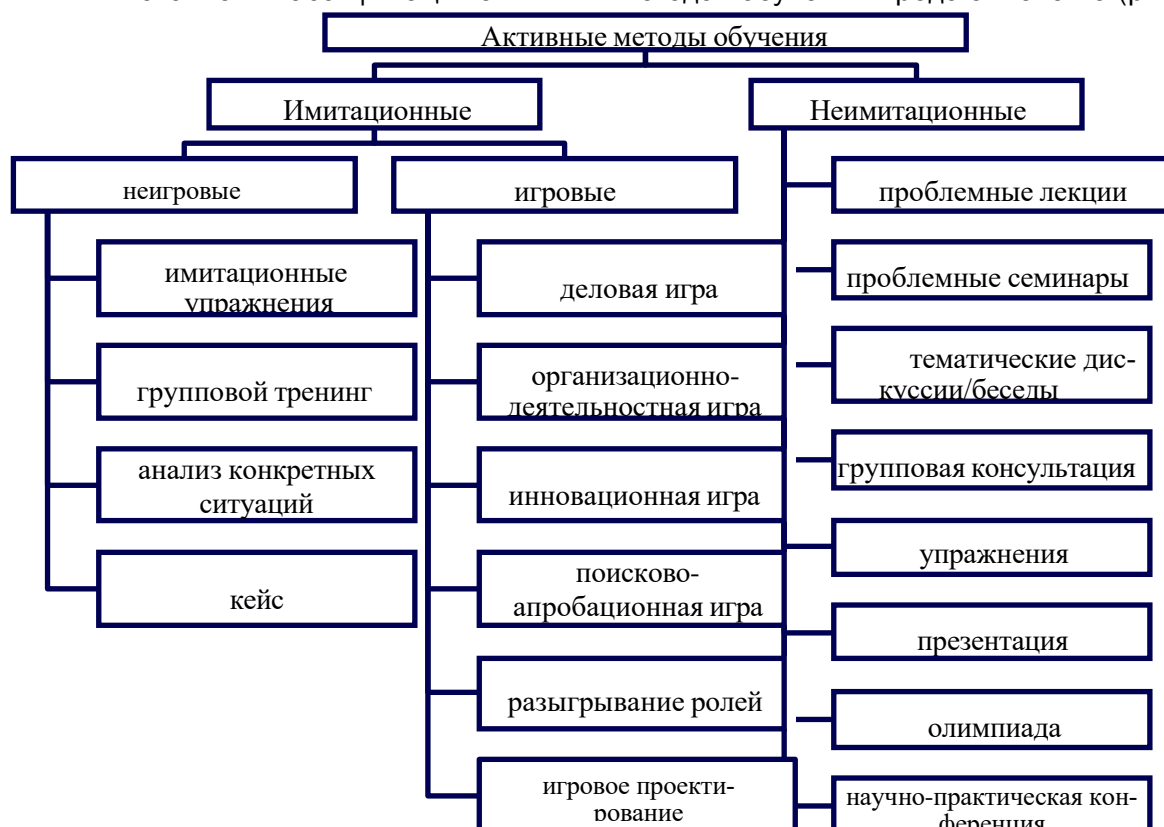 Активные методы обучения
Имитационные
Неимитационные
неигровые
игровые
проблемные лекции
имитационные
упражнения
деловая игра
проблемные семинары
групповой тренинг
организационно-
деятельностная игра
тематические дис-
куссии/беседы
анализ конкретных
ситуаций
инновационная игра
групповая консультация
кейс
поисково-
апробационная игра
упражнения
презентация
разыгрывание ролей
олимпиада
игровое проекти-
рование
научно-практическая кон-
ференция